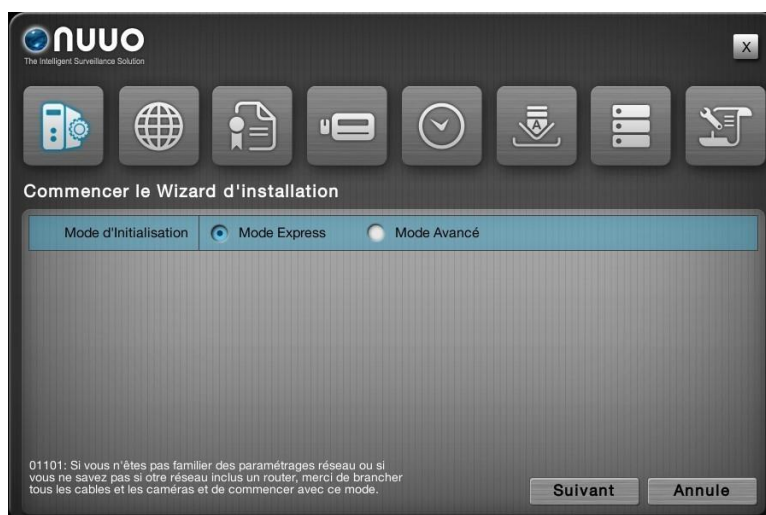 nuuo
The Intelligent Surveillance Solution
X
A
Commencer le Wizard d'installation
Mode d'Initialisation Mode Express Mode Avancé
01101: Si vous n'êtes pas familier des paramétrages réseau ou si
vous ne savez pas si otre réseau inclus un router, merci de brancher
tous les cables et les caméras et de commencer avec ce mode.
Suivant Annule